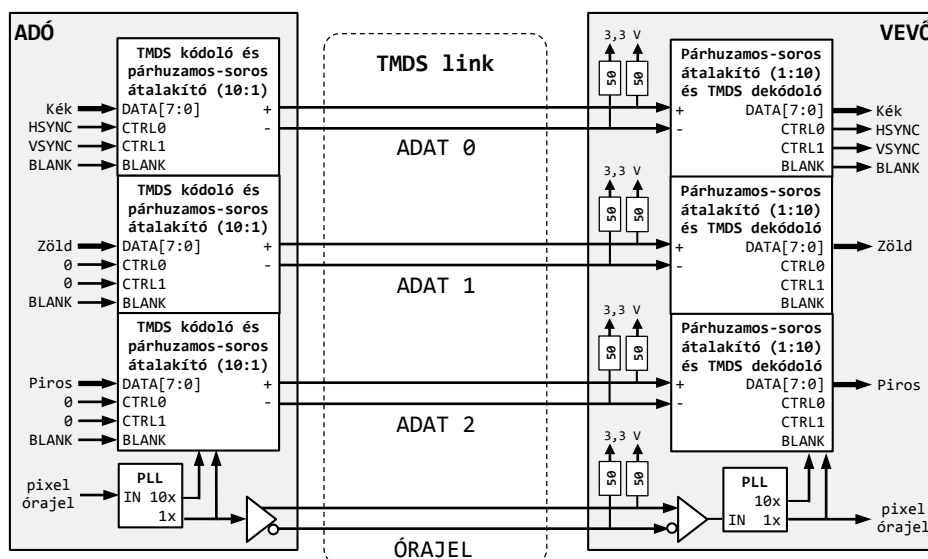 ADÓ
TMDS kódoló és
párhuzamos-soros
átalakító (10:1)
Kék
DATA[7:0]
+
HSYNC
CTRL0
-
VSYNC
CTRL1
BLANK
BLANK
TMDS kódoló és
párhuzamos-soros
átalakító (10:1)
Zöld
DATA[7:0]
+
0
CTRL0
-
0
CTRL1
BLANK
BLANK
TMDS kódoló és
párhuzamos-soros
átalakító (10:1)
Piros
DATA[7:0]
+
0
CTRL0
-
0
CTRL1
BLANK
BLANK
pixel
órajel
PLL
IN 10x
1x
TMDS link
ADAT 0
ADAT 1
ADAT 2
ÓRAJEL
3,3 V
50
50
3,3 V
50
50
3,3 V
50
50
3,3 V
50
50
VEVŐ
Párhuzamos-soros
átalakító (1:10)
és TMDS dekódoló
+
DATA[7:0]
Kék
-
CTRL0
HSYNC
CTRL1
VSYNC
BLANK
BLANK
Párhuzamos-soros
átalakító (1:10)
és TMDS dekódoló
+
DATA[7:0]
Zöld
-
CTRL0
CTRL1
BLANK
Párhuzamos-soros
átalakító (1:10)
és TMDS dekódoló
+
DATA[7:0]
Piros
-
CTRL0
CTRL1
BLANK
PLL
10x
IN 1x
pixel
órajel